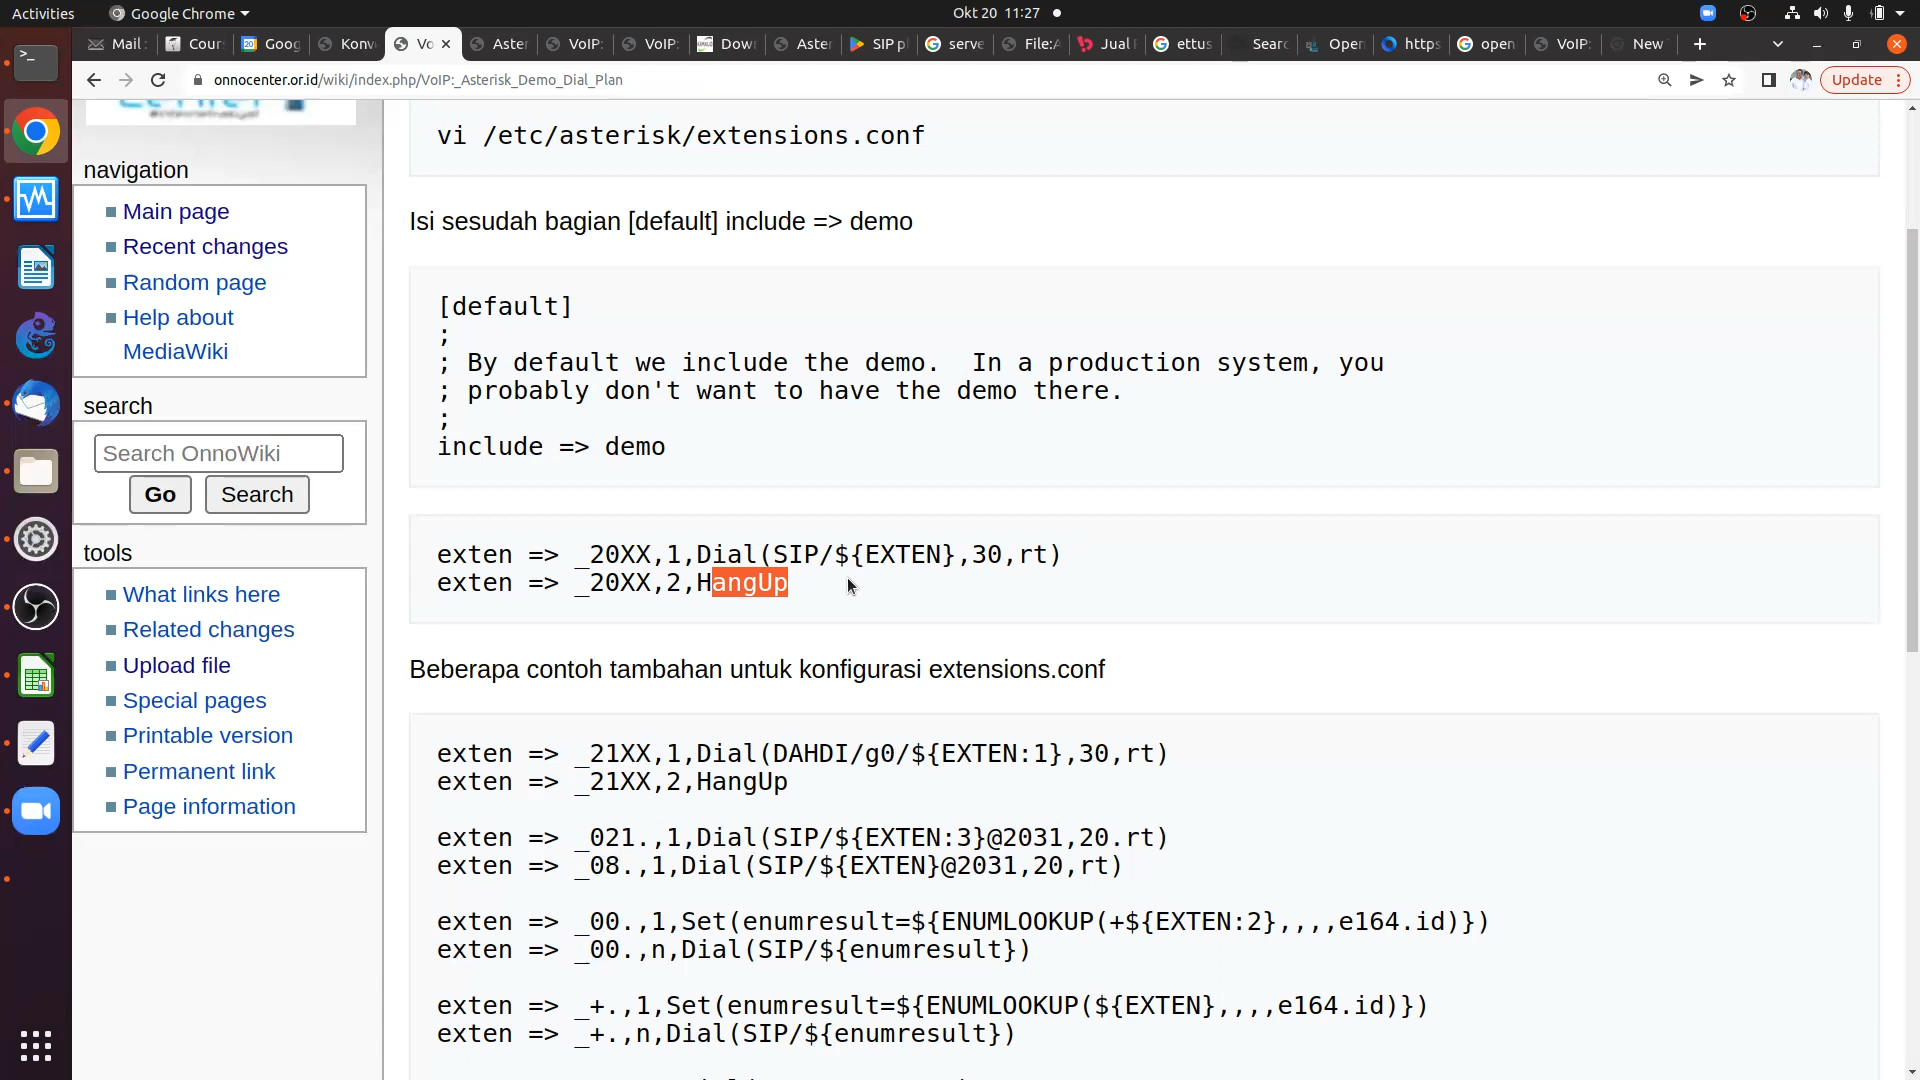 Activities
Google Chrome
Okt 20 11:27
Mail
Cour
Goog
Konv
Vo
Aster
VoIP:
VoIP:
Dow
Aster
SIP p
serve
File:A
Jual
ettus
Searc
Open
https
open
VoIP:
New
onnocenter.or.id/wiki/index.php/VoIP:_Asterisk_Demo_Dial_Plan
Update
navigation
Main page
Recent changes
Random page
Help about
MediaWiki
search
Search OnnoWiki
Go
Search
tools
What links here
Related changes
Upload file
Special pages
Printable version
Permanent link
Page information
vi /etc/asterisk/extensions.conf
Isi sesudah bagian [default] include => demo
[default]
;
; By default we include the demo.  In a production system, you
; probably don't want to have the demo there.
;
include => demo
exten => _20XX,1,Dial(SIP/${EXTEN},30,rt)
exten => _20XX,2,HangUp
Beberapa contoh tambahan untuk konfigurasi extensions.conf
exten => _21XX,1,Dial(DAHDI/g0/${EXTEN:1},30,rt)
exten => _21XX,2,HangUp
exten => _021.,1,Dial(SIP/${EXTEN:3}@2031,20.rt)
exten => _08.,1,Dial(SIP/${EXTEN}@2031,20,rt)
exten => _00.,1,Set(enumresult=${ENUMLOOKUP(+${EXTEN:2},,,,e164.id)})
exten => _00.,n,Dial(SIP/${enumresult})
exten => _+.,1,Set(enumresult=${ENUMLOOKUP(${EXTEN},,,,e164.id)})
exten => _+.,n,Dial(SIP/${enumresult})